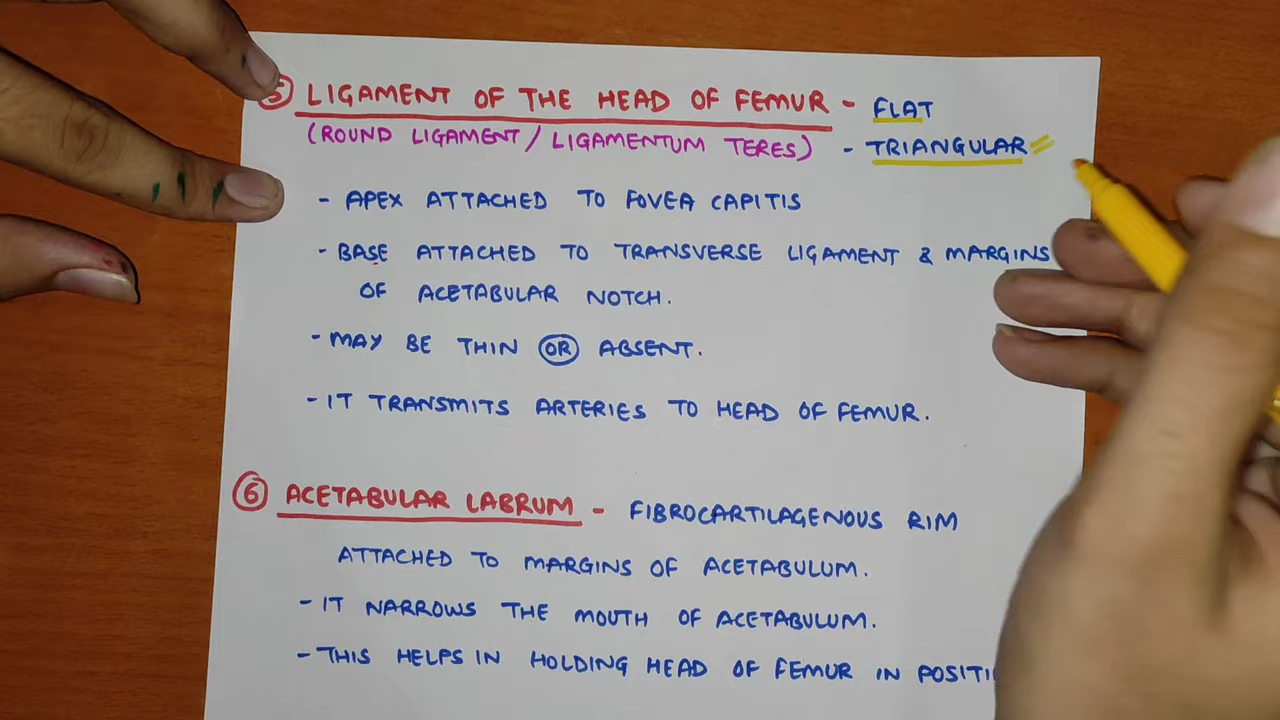 ⑤ LIGAMENT OF THE HEAD OF FEMUR - FLAT
(ROUND LIGAMENT / LIGAMENTUM TERES) - TRIANGULAR
- APEX ATTACHED TO FOVEA CAPITIS
- BASE ATTACHED TO TRANSVERSE LIGAMENT & MARGINS
OF ACETABULAR NOTCH.
- MAY BE THIN OR ABSENT.
- IT TRANSMITS ARTERIES TO HEAD OF FEMUR.
⑥ ACETABULAR LABRUM - FIBROCARTILAGENOUS RIM
ATTACHED TO MARGINS OF ACETABULUM.
- IT NARROWS THE MOUTH OF ACETABULUM.
- THIS HELPS IN HOLDING HEAD OF FEMUR IN